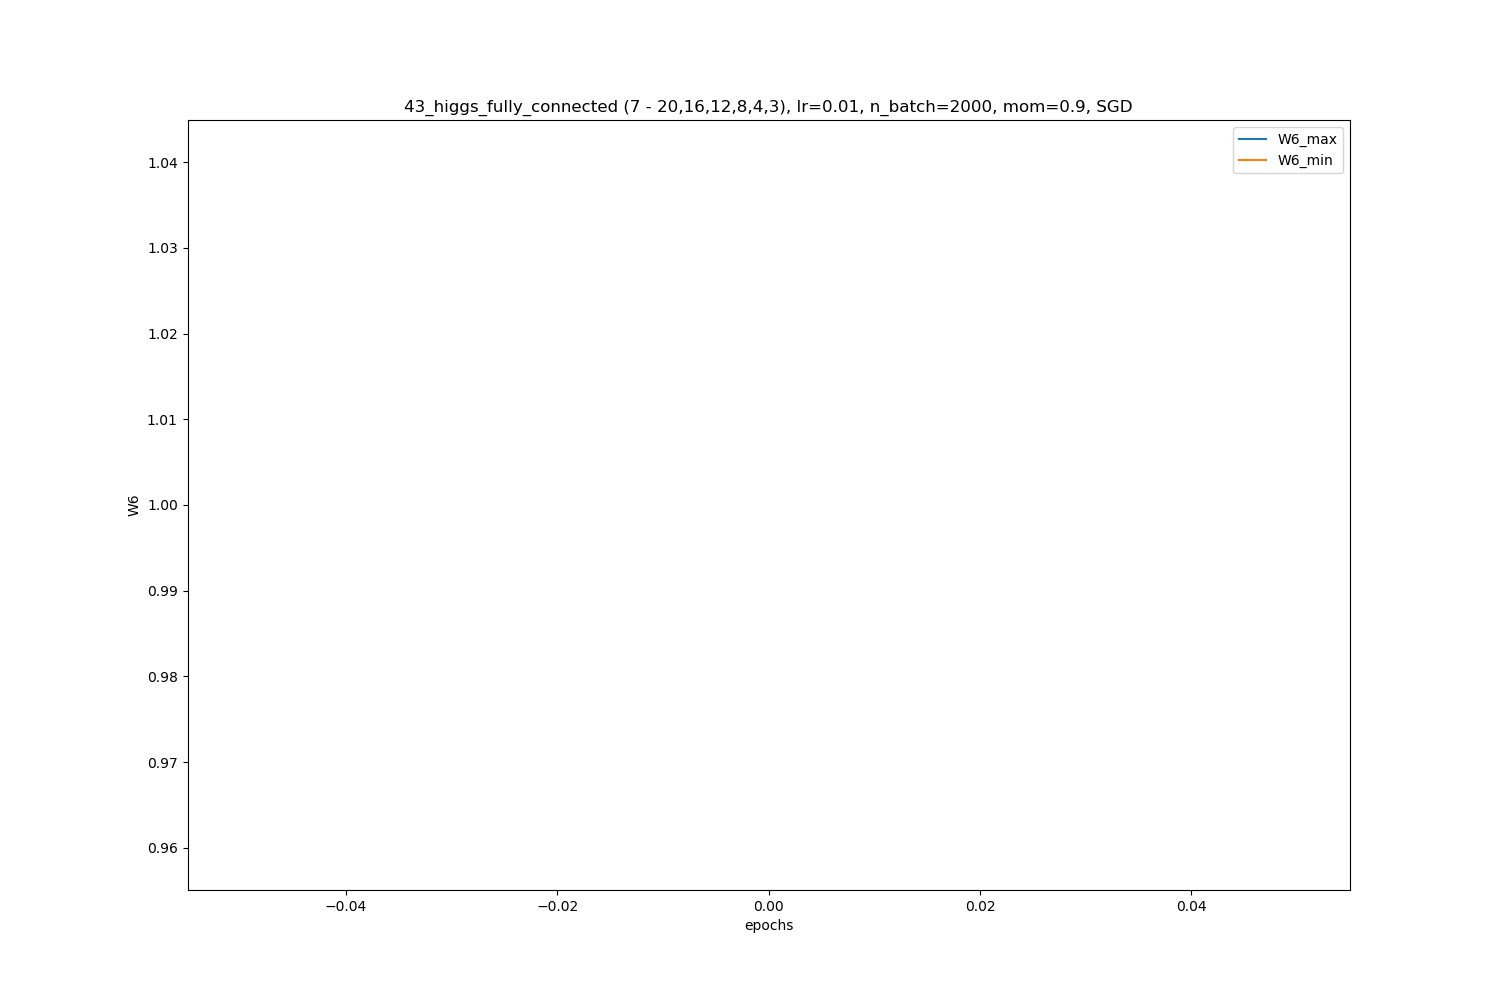 43_higgs_fully_connected (7 - 20,16,12,8,4,3), lr=0.01, n_batch=2000, mom=0.9, SGD
W6_max
W6_min
1.04
1.03
1.02
1.01
1.00
0.99
0.98
0.97
0.96
W6
−0.04
−0.02
0.00
0.02
0.04
epochs